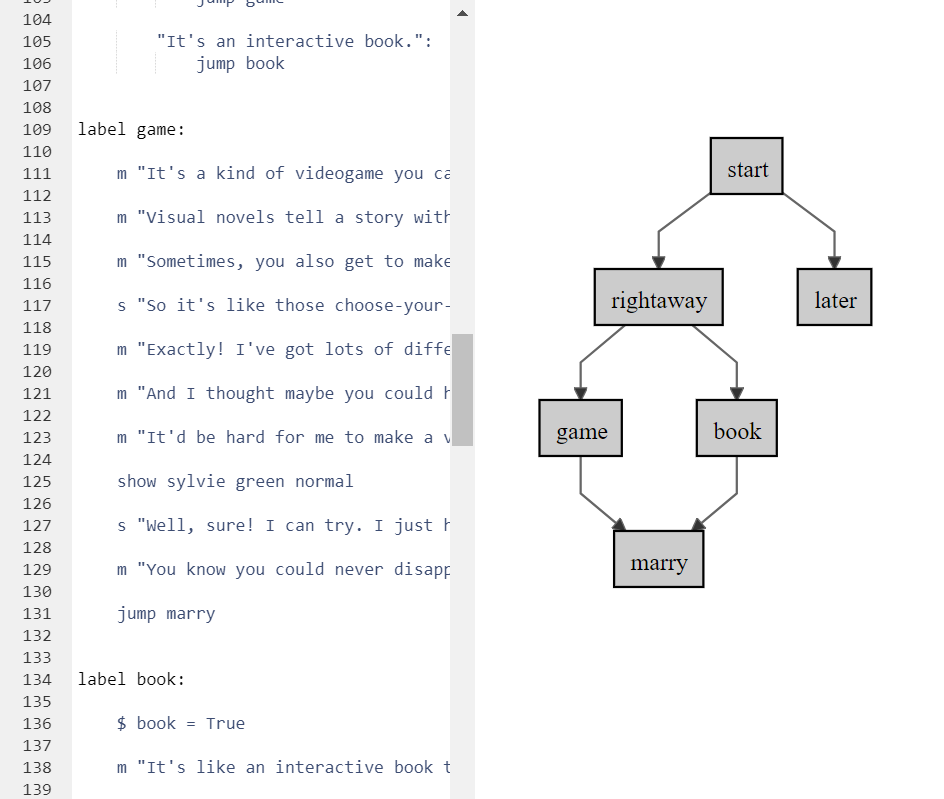 104
105 "It's an interactive book.":
106 jump book
107
108
109 label game:
110
111 m "It's a kind of videogame you ca
112
113 m "Visual novels tell a story with
114
115 m "Sometimes, you also get to make
116
117 s "So it's like those choose-your-
118
119 m "Exactly! I've got lots of diffe
120
121 m "And I thought maybe you could h
122
123 m "It'd be hard for me to make a v
124
125 show sylvie green normal
126
127 s "Well, sure! I can try. I just h
128
129 m "You know you could never disapp
130
131 jump marry
132
133
134 label book:
135
136 $ book = True
137
138 m "It's like an interactive book t
139
start
rightaway
later
game
book
marry